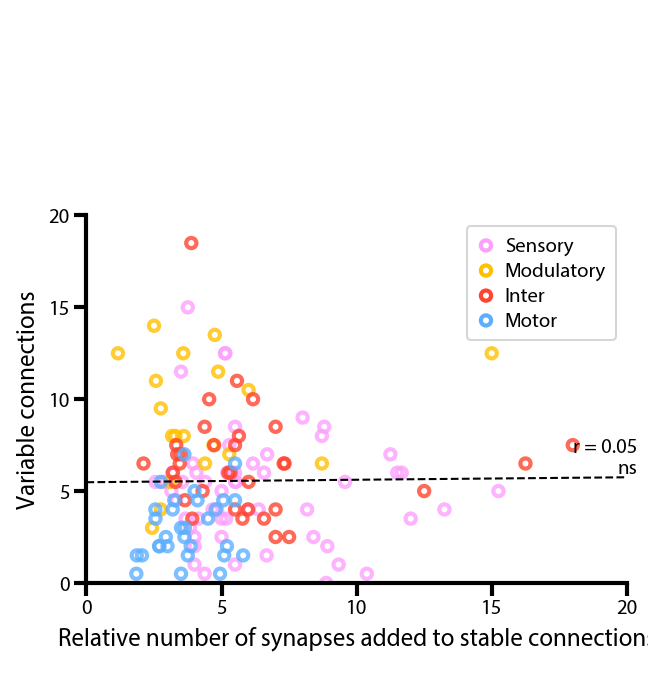 20
Sensory
Modulatory
Inter
Motor
15
10
5
0
Variable connections
r = 0.05
ns
0 5 10 15 20
Relative number of synapses added to stable connections